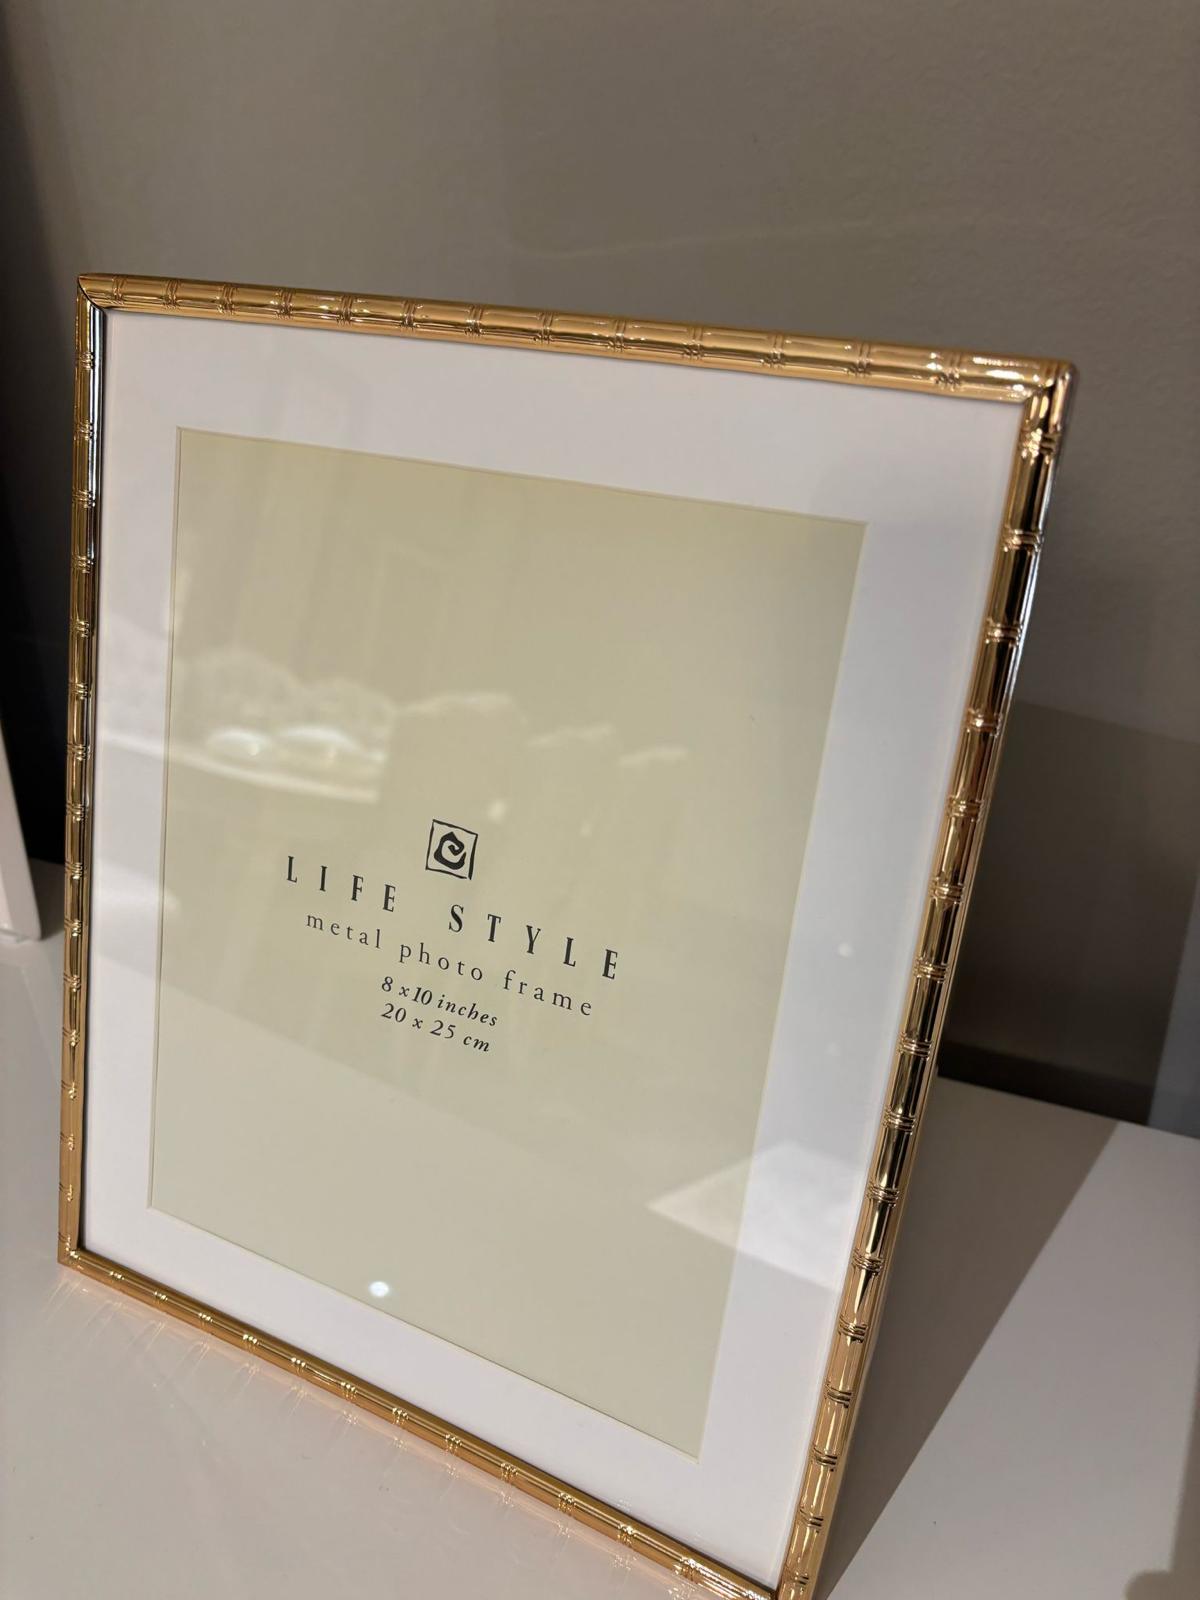 LIFE STYLE
metal photo frame
8 x 10 inches
20 x 25 cm